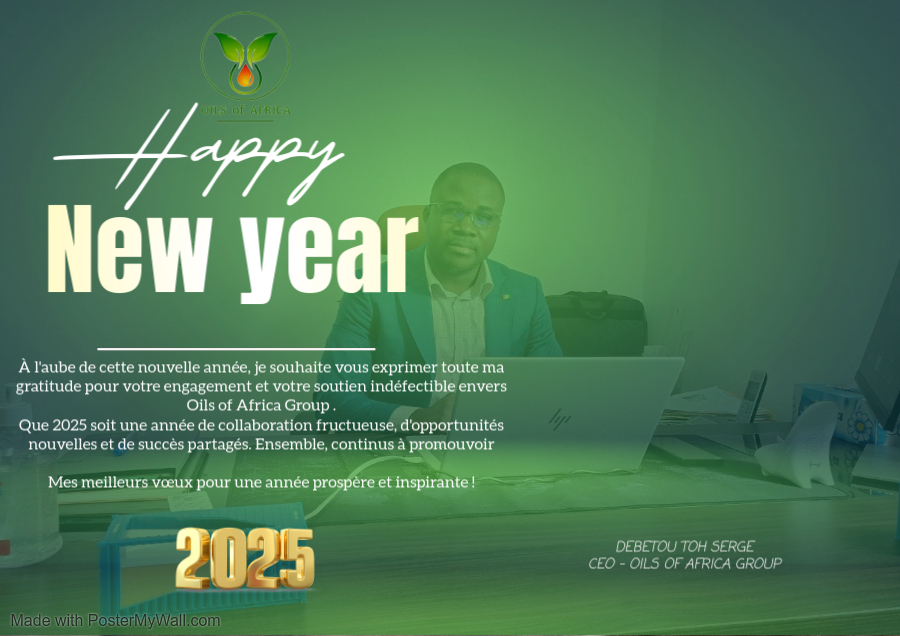 OILS OF AFRICA
Happy
New year
À l'aube de cette nouvelle année, je souhaite vous exprimer toute ma
gratitude pour votre engagement et votre soutien indéfectible envers
Oils of Africa Group .
Que 2025 soit une année de collaboration fructueuse, d'opportunités
nouvelles et de succès partagés. Ensemble, continus à promouvoir
Mes meilleurs vœux pour une année prospère et inspirante !
hp
2025
DEBETOU TOH SERGE
CEO - OILS OF AFRICA GROUP
Made with PosterMyWall.com